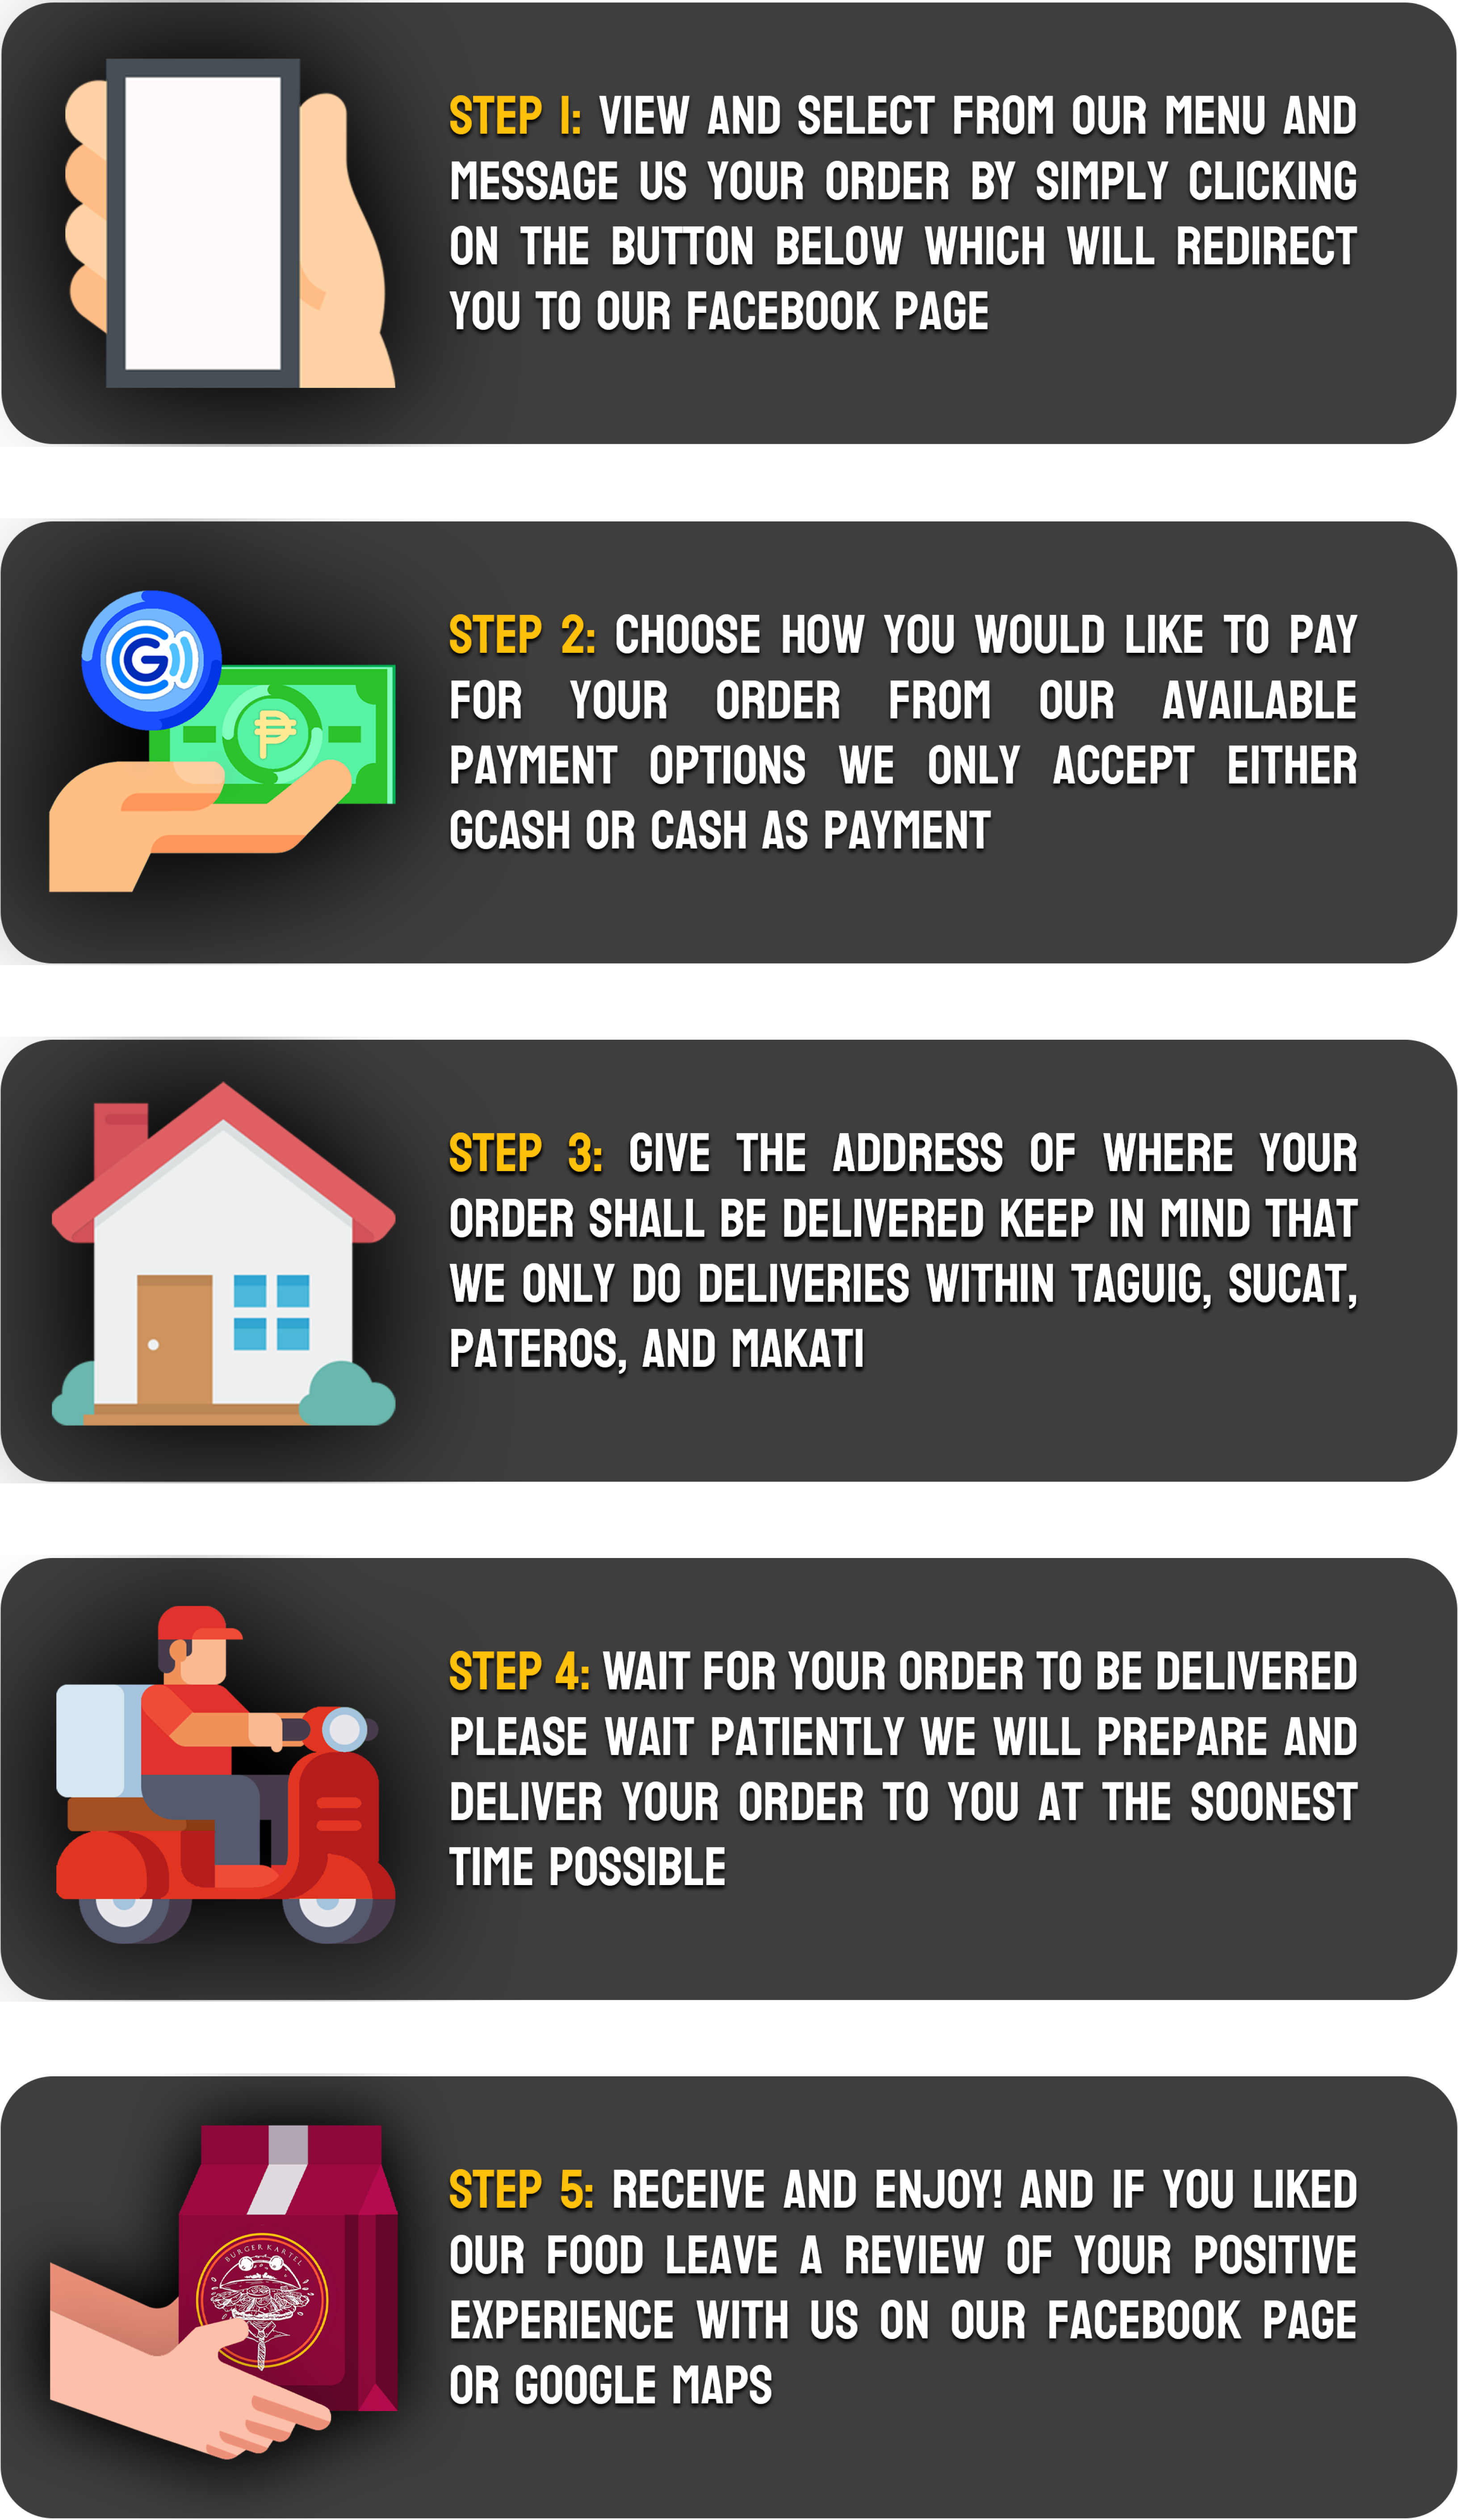 STEP 1: VIEW AND SELECT FROM OUR MENU AND
MESSAGE US YOUR ORDER BY SIMPLY CLICKING
ON THE BUTTON BELOW WHICH WILL REDIRECT
YOU TO OUR FACEBOOK PAGE
G
₱
STEP 2: CHOOSE HOW YOU WOULD LIKE TO PAY
FOR YOUR ORDER FROM OUR AVAILABLE
PAYMENT OPTIONS WE ONLY ACCEPT EITHER
GCASH OR CASH AS PAYMENT
STEP 3: GIVE THE ADDRESS OF WHERE YOUR
ORDER SHALL BE DELIVERED KEEP IN MIND THAT
WE ONLY DO DELIVERIES WITHIN TAGUIG, SUCAT,
PATEROS, AND MAKATI
STEP 4: WAIT FOR YOUR ORDER TO BE DELIVERED
PLEASE WAIT PATIENTLY WE WILL PREPARE AND
DELIVER YOUR ORDER TO YOU AT THE SOONEST
TIME POSSIBLE
BURGER KARTEL
STEP 5: RECEIVE AND ENJOY! AND IF YOU LIKED
OUR FOOD LEAVE A REVIEW OF YOUR POSITIVE
EXPERIENCE WITH US ON OUR FACEBOOK PAGE
OR GOOGLE MAPS